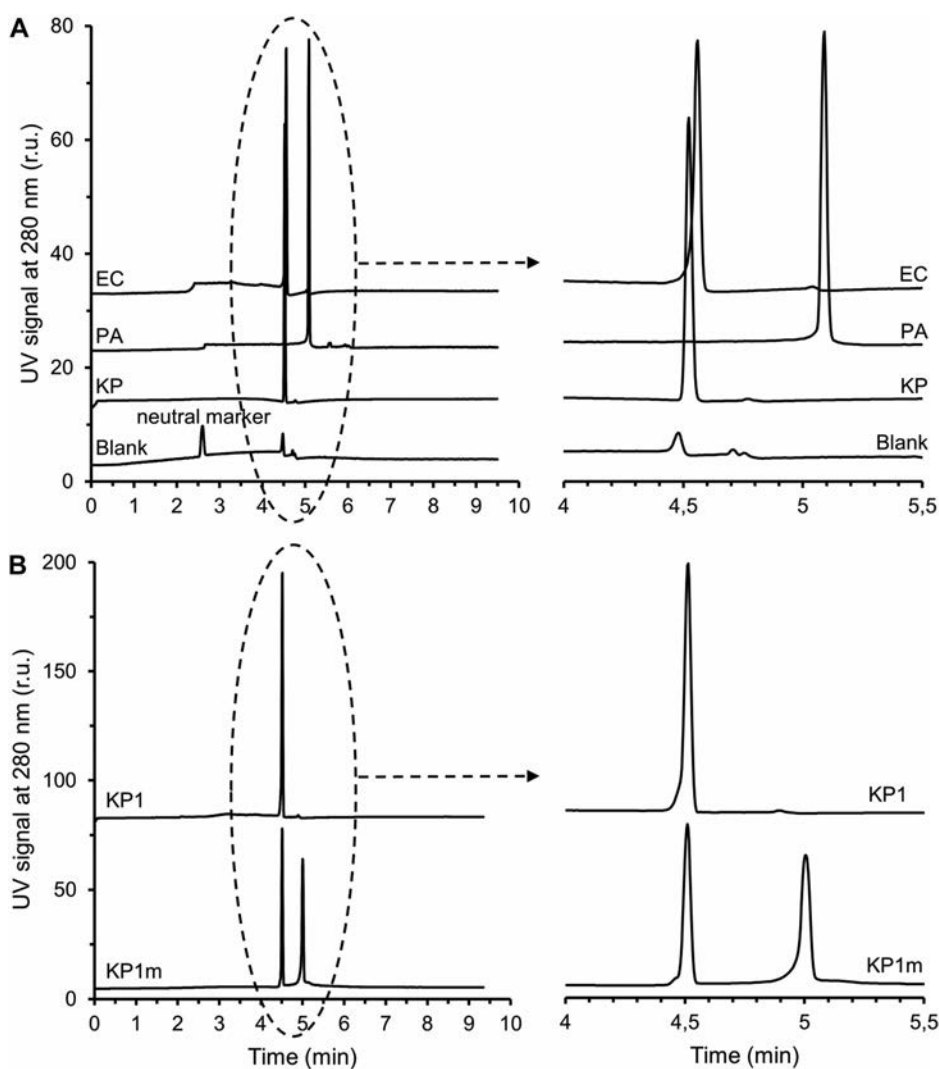 A
UV signal at 280 nm (r.u.)
80
60
40
20
0
EC
PA
KP
neutral marker
Blank
0 1 2 3 4 5 6 7 8 9 10
EC
PA
KP
Blank
4 4,5 5 5,5
B
UV signal at 280 nm (r.u.)
200
150
100
50
0
KP1
KP1m
0 1 2 3 4 5 6 7 8 9 10
Time (min)
KP1
KP1m
4 4,5 5 5,5
Time (min)